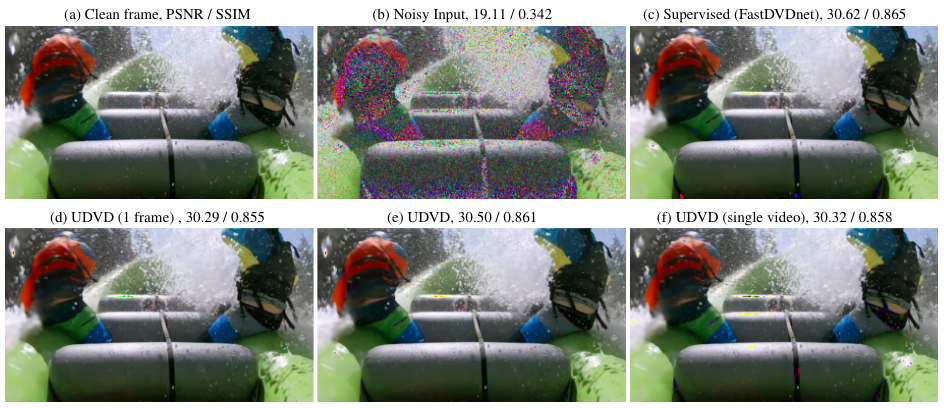 (a) Clean frame, PSNR / SSIM
(b) Noisy Input, 19.11 / 0.342
(c) Supervised (FastDVDnet), 30.62 / 0.865
(d) UDVD (1 frame) , 30.29 / 0.855
(e) UDVD, 30.50 / 0.861
(f) UDVD (single video), 30.32 / 0.858